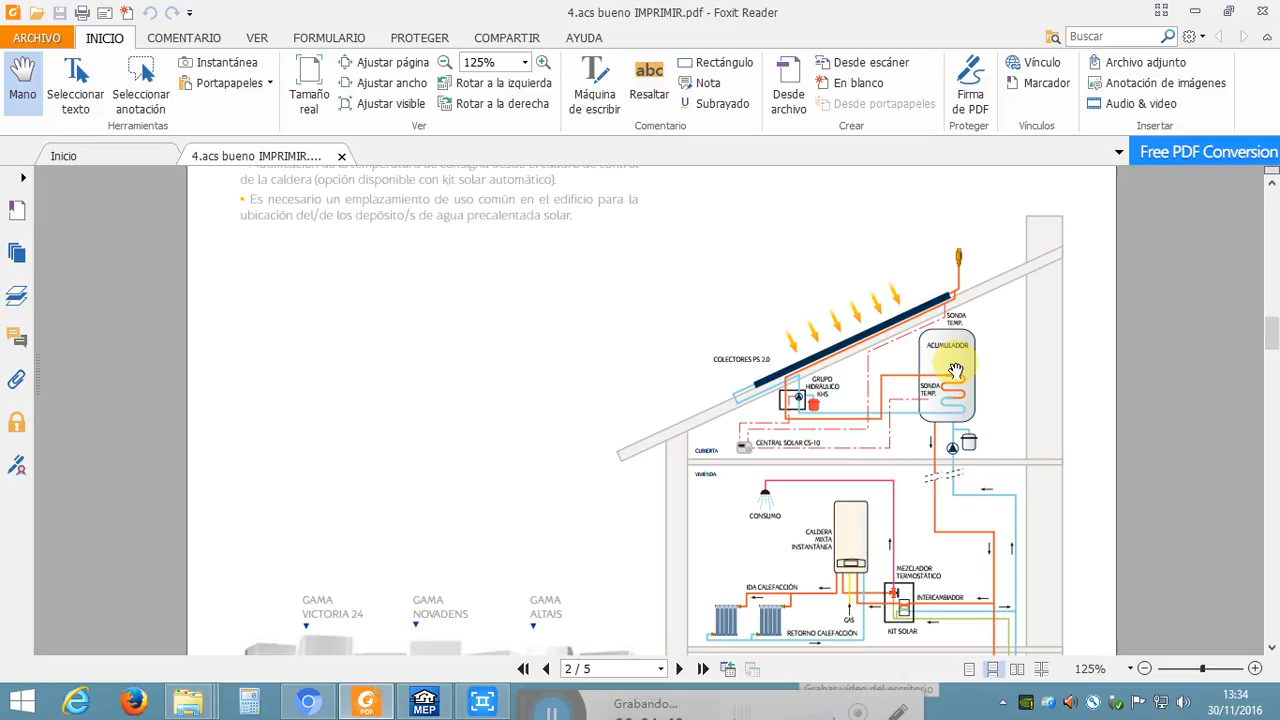 4.acs bueno IMPRIMIR.pdf - Foxit Reader
ARCHIVO
INICIO
COMENTARIO
VER
FORMULARIO
PROTEGER
COMPARTIR
AYUDA
Buscar
Mano
Seleccionar
texto
Seleccionar
anotación
Instantánea
Portapapeles
Herramientas
Tamaño
real
Ajustar página
Ajustar ancho
Ajustar visible
125%
Rotar a la izquierda
Rotar a la derecha
Ver
Máquina
de escribir
abc
Resaltar
Rectángulo
Nota
Subrayado
Comentario
Desde
archivo
Desde escáner
En blanco
Desde portapapeles
Crear
Firma
de PDF
Proteger
Vínculo
Marcador
Vínculos
Archivo adjunto
Anotación de imágenes
Audio & video
Insertar
Inicio
4.acs bueno IMPRIMIR....
Free PDF Conversion
de la caldera (opción disponible con kit solar automático).
• Es necesario un emplazamiento de uso común en el edificio para la
ubicación del/de los depósito/s de agua precalentada solar.
SONDA
TEMP.
ACUMULADOR
COLECTORES PS 2.0
GRUPO
HIDRÁULICO
KHS
SONDA
TEMP.
CENTRAL SOLAR CS-10
CUBIERTA
VIVIENDA
CONSUMO
CALDERA
MIXTA
INSTANTÁNEA
MEZCLADOR
TERMOSTÁTICO
IDA CALEFACCIÓN
INTERCAMBIADOR
GAS
RETORNO CALEFACCIÓN
KIT SOLAR
GAMA
VICTORIA 24
GAMA
NOVADENS
GAMA
ALTAIS
2 / 5
125%
Grabar vídeo del escritorio
Grabando...
PDF
MEP
13:34
30/11/2016